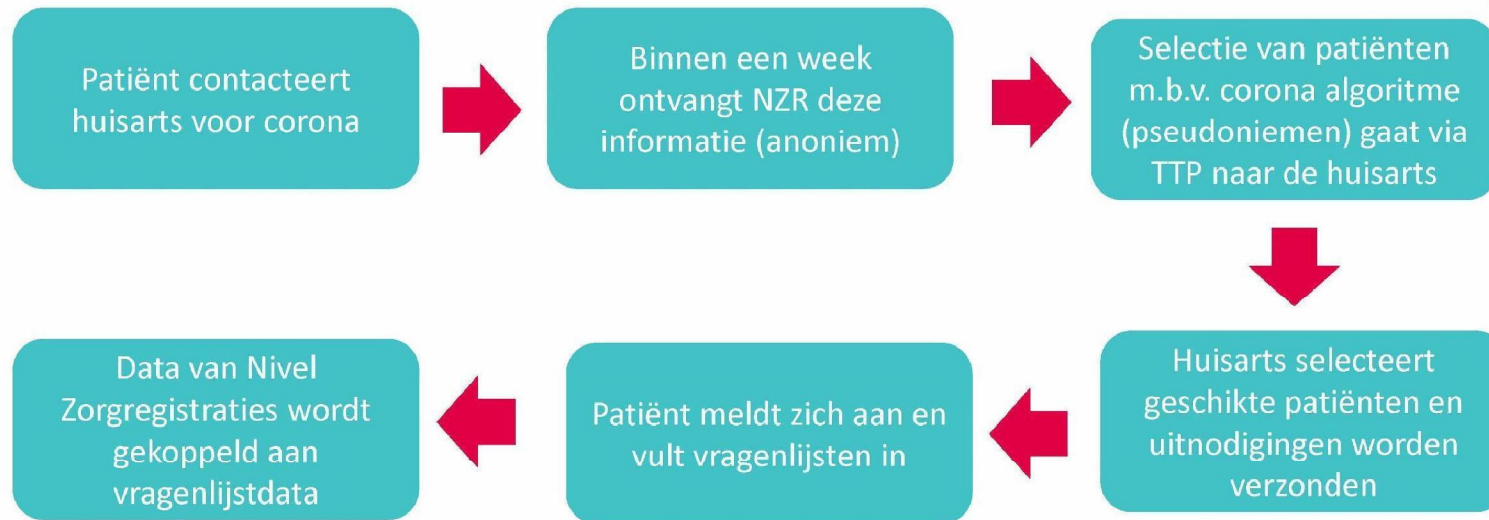 Patiënt contacteert
huisarts voor corona
Binnen een week
ontvangt NZR deze
informatie (anoniem)
Selectie van patiënten
m.b.v. corona algoritme
(pseudoniemen) gaat via
TTP naar de huisarts
Huisarts selecteert
geschikte patiënten en
uitnodigingen worden
verzonden
Patiënt meldt zich aan en
vult vragenlijsten in
Data van Nivel
Zorgregistraties wordt
gekoppeld aan
vragenlijstdata